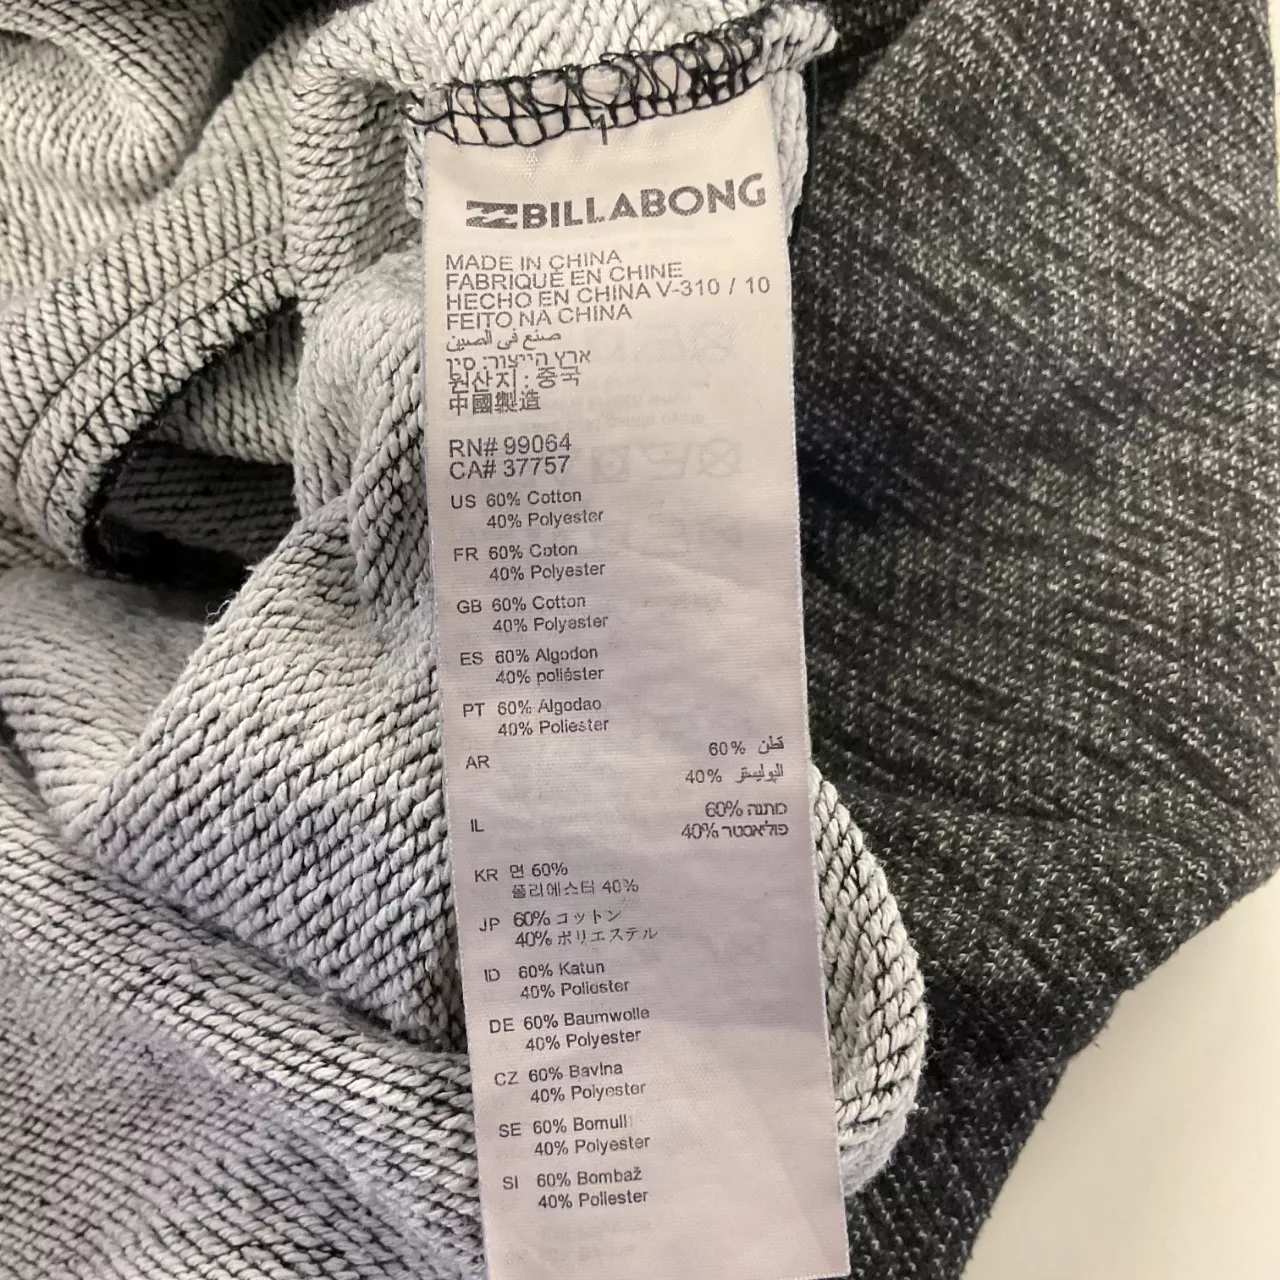 BILLABONG
MADE IN CHINA
FABRIQUÉ EN CHINE
HECHO EN CHINA V-310 / 10
FEITO NA CHINA
صنع في الصين
ארץ הייצור: סין
원산지 : 중국
中國製造
RN# 99064
CA# 37757
US 60% Cotton
40% Polyester
FR 60% Coton
40% Polyester
GB 60% Cotton
40% Polyester
ES 60% Algodon
40% poliéster
PT 60% Algodao
40% Poliester
AR 60% قطن
40% البوليستر
IL 60% כותנה
40% פוליאסטר
KR 면 60%
폴리에스터 40%
JP 60% コットン
40% ポリエステル
ID 60% Katun
40% Poliester
DE 60% Baumwolle
40% Polyester
CZ 60% Bavlna
40% Polyester
SE 60% Bomull
40% Polyester
SI 60% Bombaž
40% Poliester